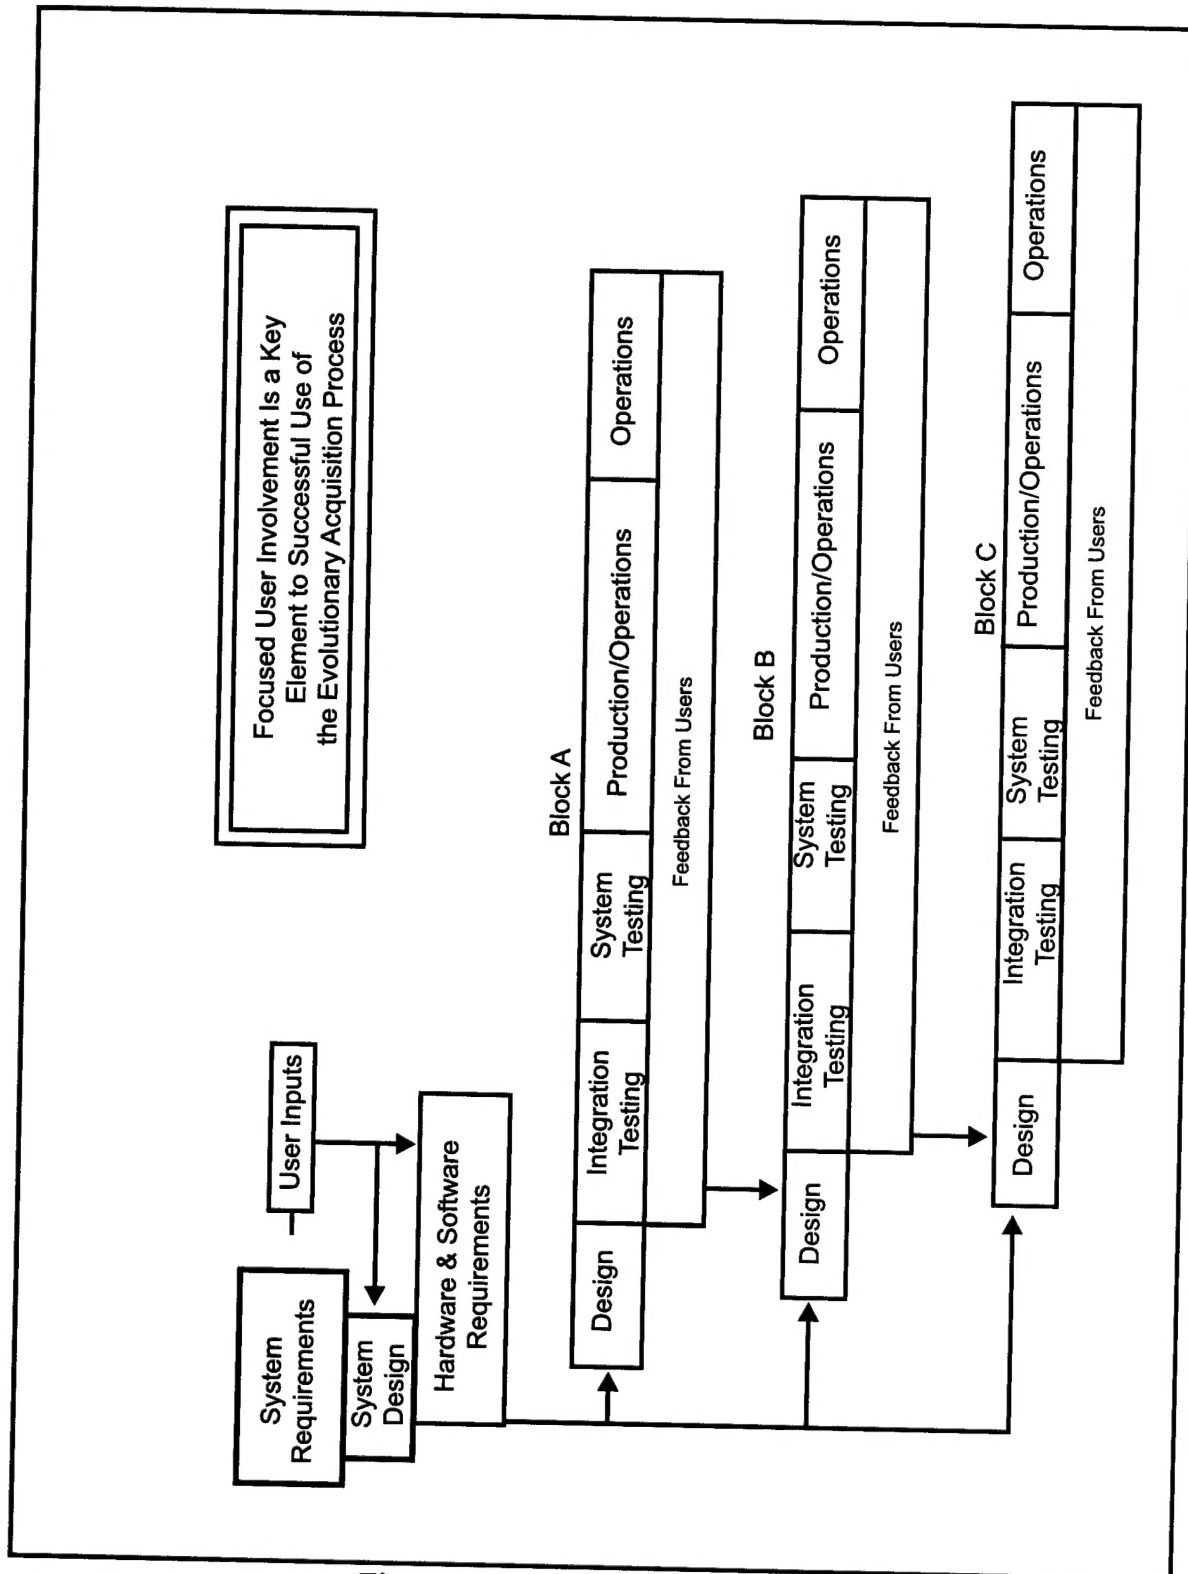 Focused User Involvement Is a Key
Element to Successful Use of
the Evolutionary Acquisition Process
System
Requirements
User Inputs
System
Design
Hardware & Software
Requirements
Block A
Design
Integration
Testing
System
Testing
Production/Operations
Operations
Feedback From Users
Block B
Design
Integration
Testing
System
Testing
Production/Operations
Operations
Feedback From Users
Block C
Design
Integration
Testing
System
Testing
Production/Operations
Operations
Feedback From Users